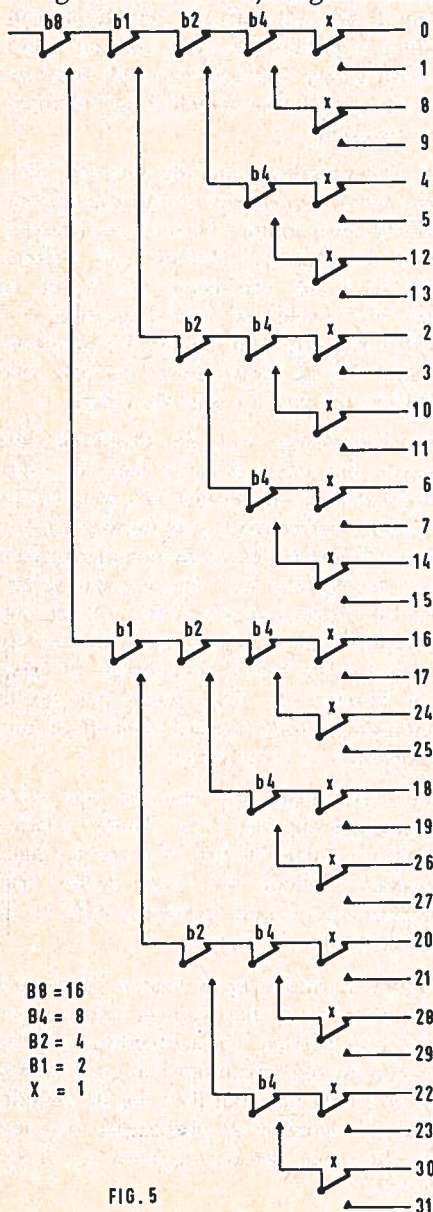 b8 b1 b2 b4 x 0
1
x 8
9
b4 x 4
5
x 12
13
b2 b4 x 2
3
x 10
11
b4 x 6
7
x 14
15
b1 b2 b4 x 16
17
x 24
25
b4 x 18
19
x 26
27
b2 b4 x 20
21
x 28
29
b4 x 22
23
x 30
31
B8 =16
B4 = 8
B2 = 4
B1 = 2
X = 1
FIG.5